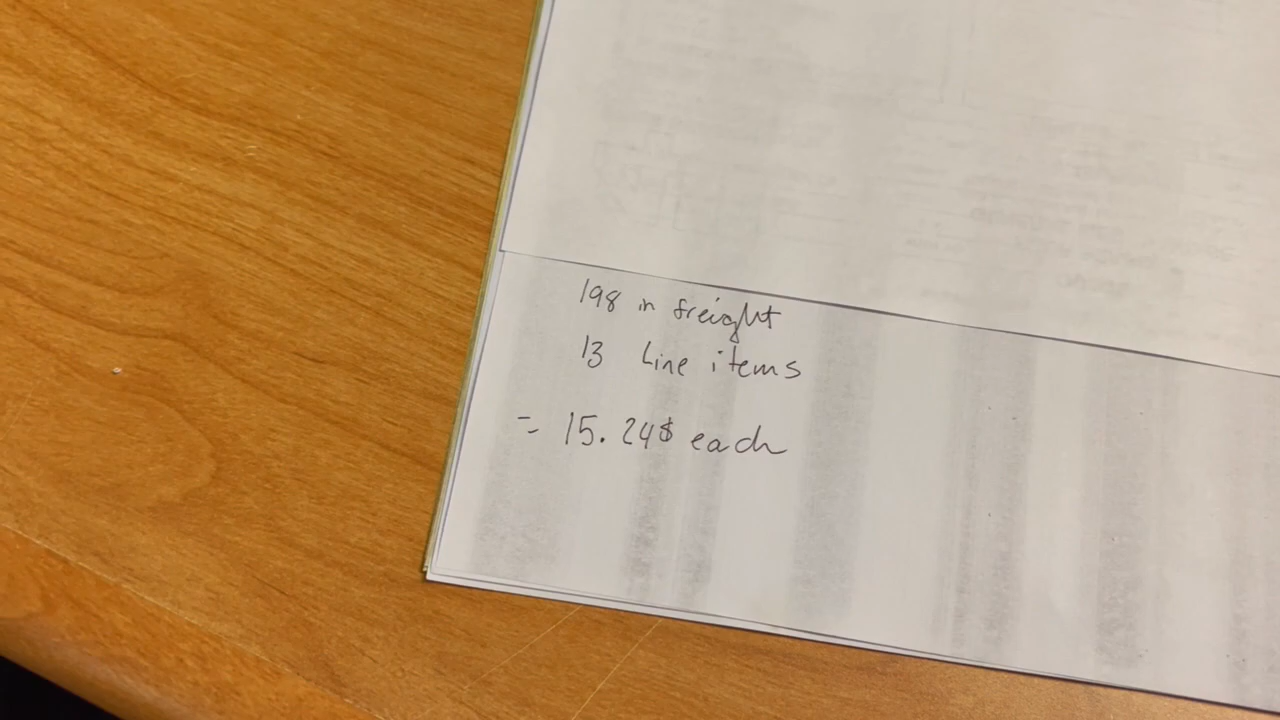 198 in freight
13 Line items
= 15.24$ each